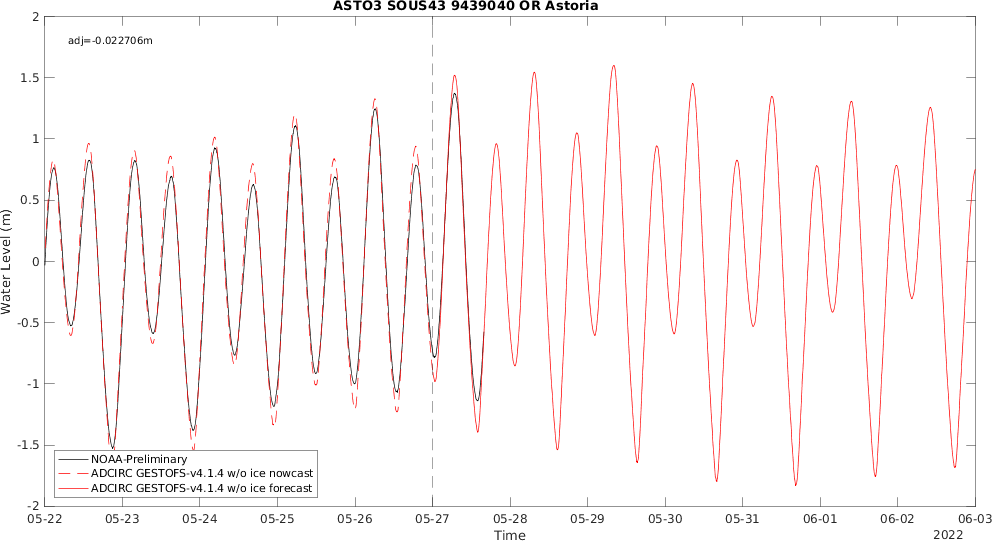 ASTO3 SOUS43 9439040 OR Astoria
adj=-0.022706m
Water Level (m)
2
1.5
1
0.5
0
-0.5
-1
-1.5
-2
NOAA-Preliminary
ADCIRC GESTOFS-v4.1.4 w/o ice nowcast
ADCIRC GESTOFS-v4.1.4 w/o ice forecast
05-22 05-23 05-24 05-25 05-26 05-27 05-28 05-29 05-30 05-31 06-01 06-02 06-03
Time
2022